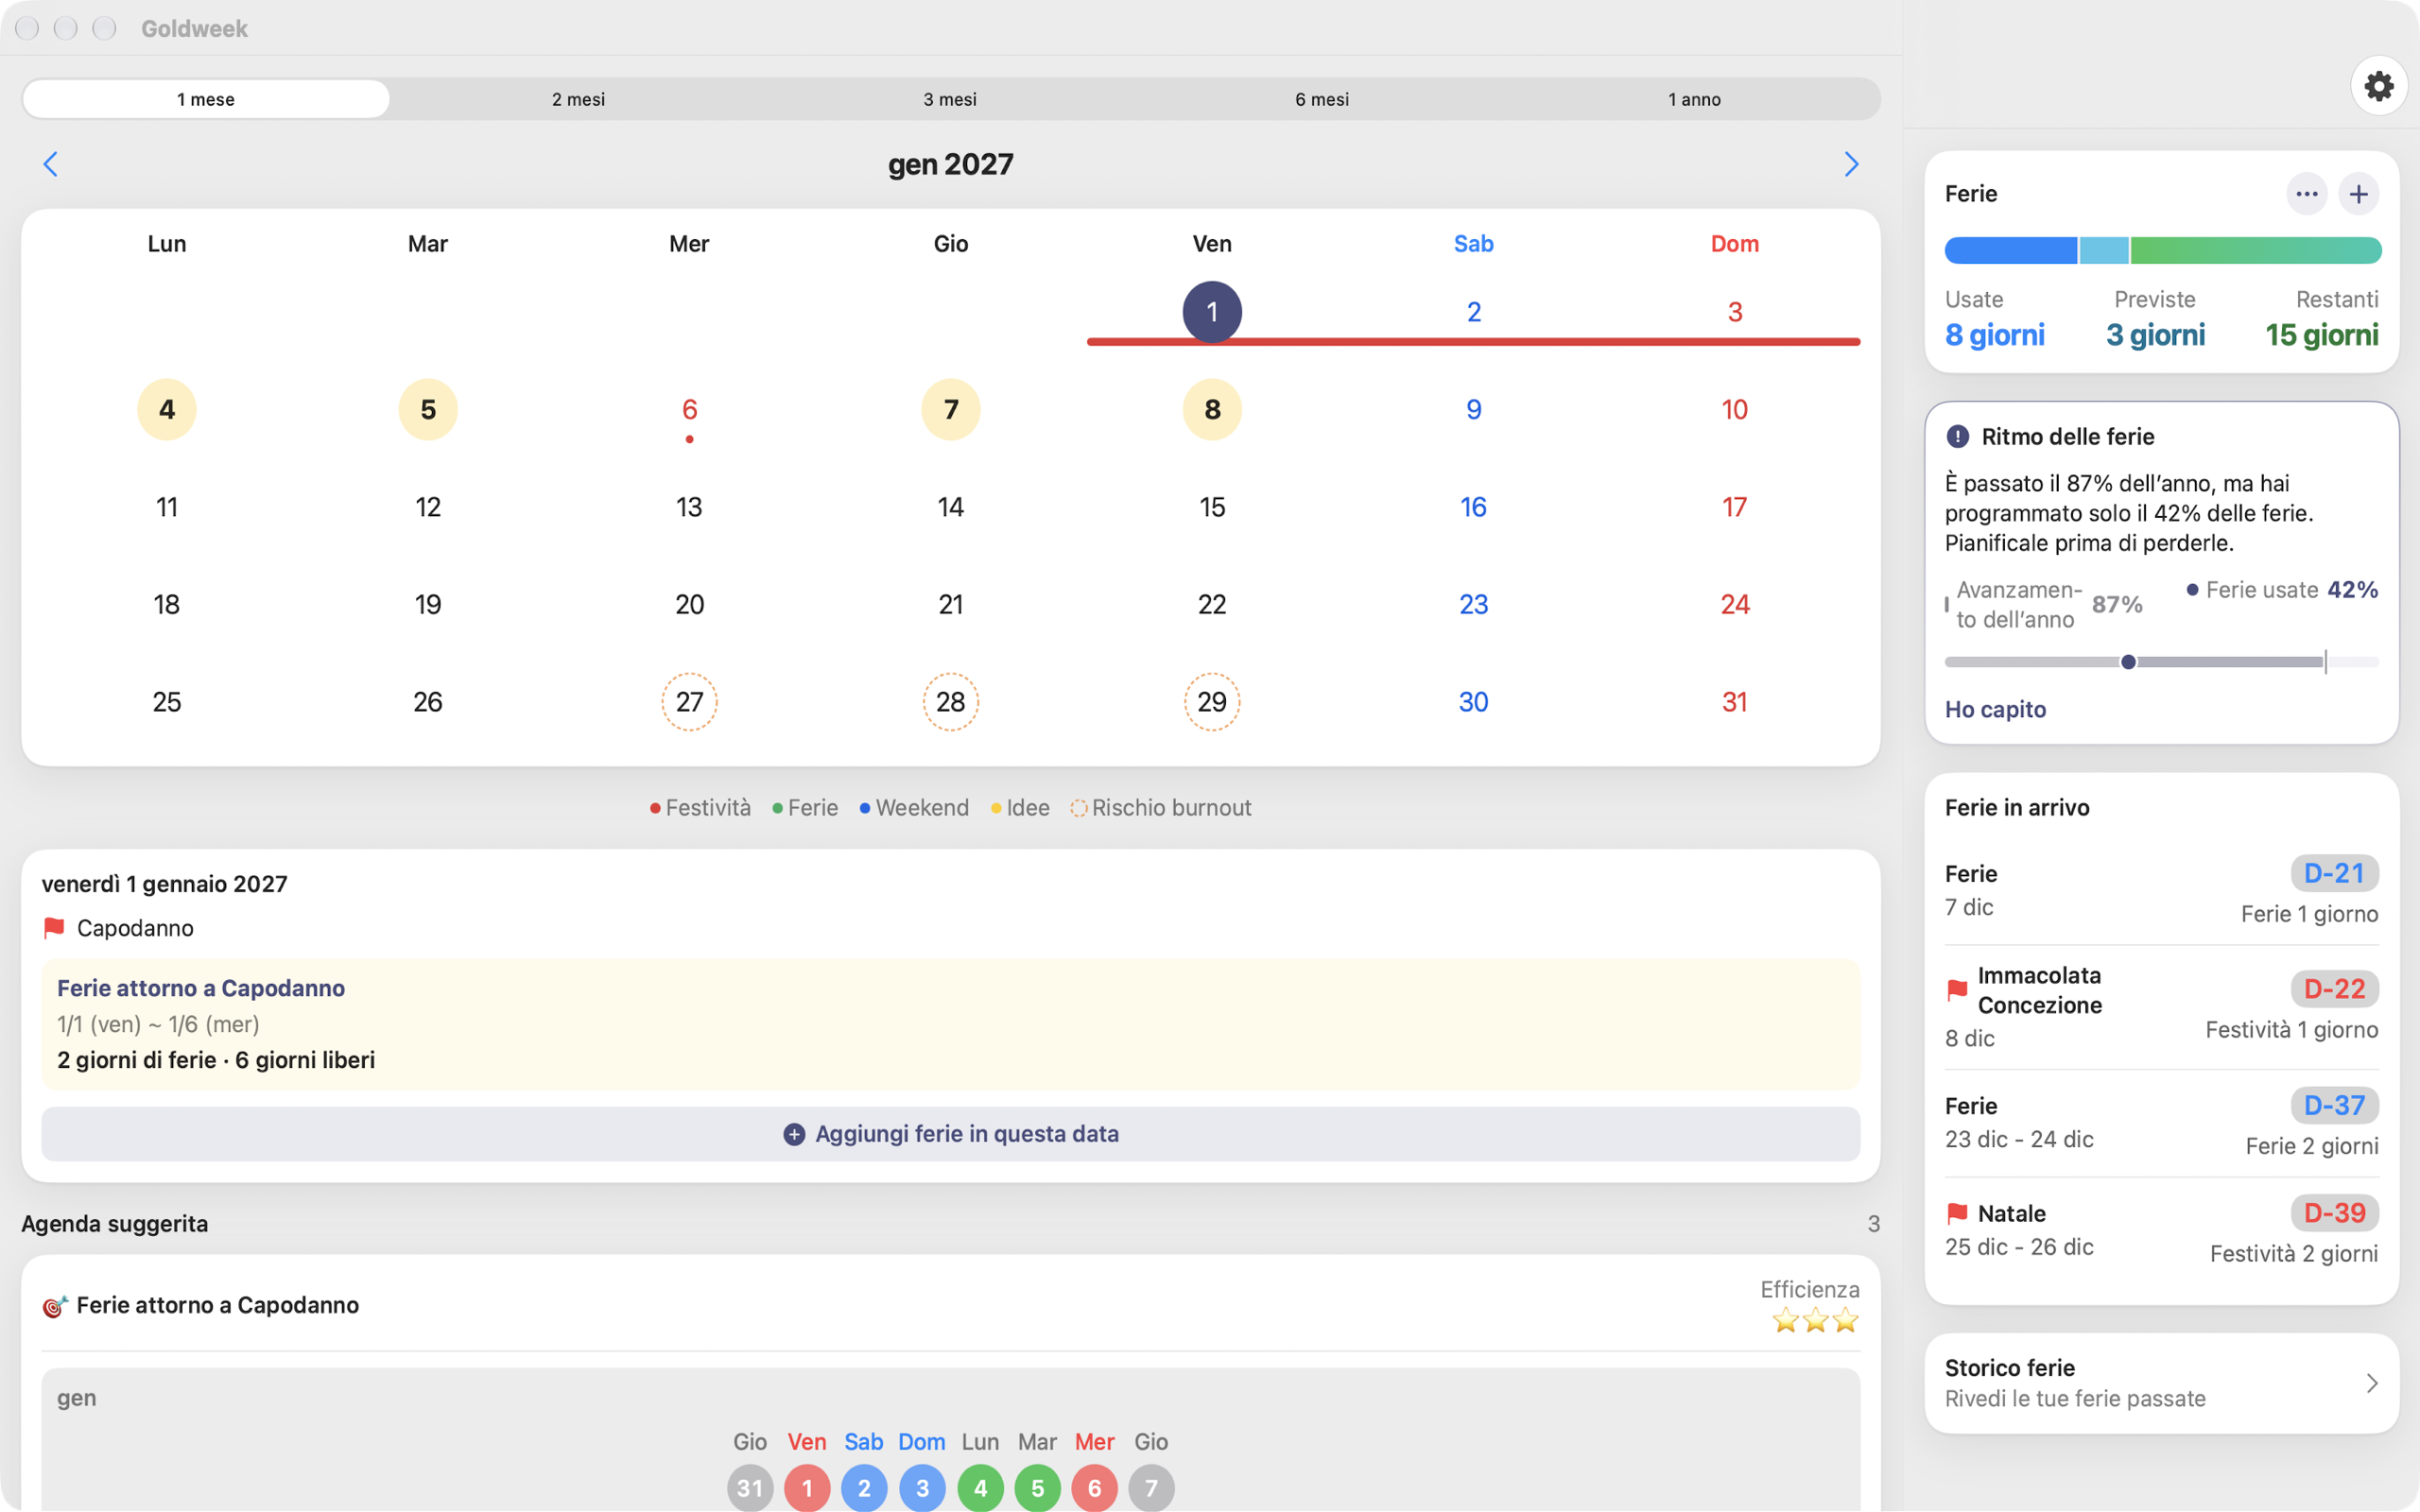 Goldweek
1 mese 2 mesi 3 mesi 6 mesi 1 anno
gen 2027
Lun Mar Mer Gio Ven Sab Dom
1 2 3
4 5 6 7 8 9 10
11 12 13 14 15 16 17
18 19 20 21 22 23 24
25 26 27 28 29 30 31
Festività Ferie Weekend Idee Rischio burnout
venerdì 1 gennaio 2027
Capodanno
Ferie attorno a Capodanno
1/1 (ven) ~ 1/6 (mer)
2 giorni di ferie · 6 giorni liberi
Aggiungi ferie in questa data
Agenda suggerita 3
Ferie attorno a Capodanno
Efficienza
gen
Gio Ven Sab Dom Lun Mar Mer Gio
31 1 2 3 4 5 6 7
Ferie
Usate Previste Restanti
8 giorni 3 giorni 15 giorni
Ritmo delle ferie
È passato il 87% dell’anno, ma hai
programmato solo il 42% delle ferie.
Pianificale prima di perderle.
Avanzamen-
to dell’anno 87%
Ferie usate 42%
Ho capito
Ferie in arrivo
Ferie D-21
7 dic Ferie 1 giorno
Immacolata
Concezione D-22
8 dic Festività 1 giorno
Ferie D-37
23 dic - 24 dic Ferie 2 giorni
Natale D-39
25 dic - 26 dic Festività 2 giorni
Storico ferie
Rivedi le tue ferie passate